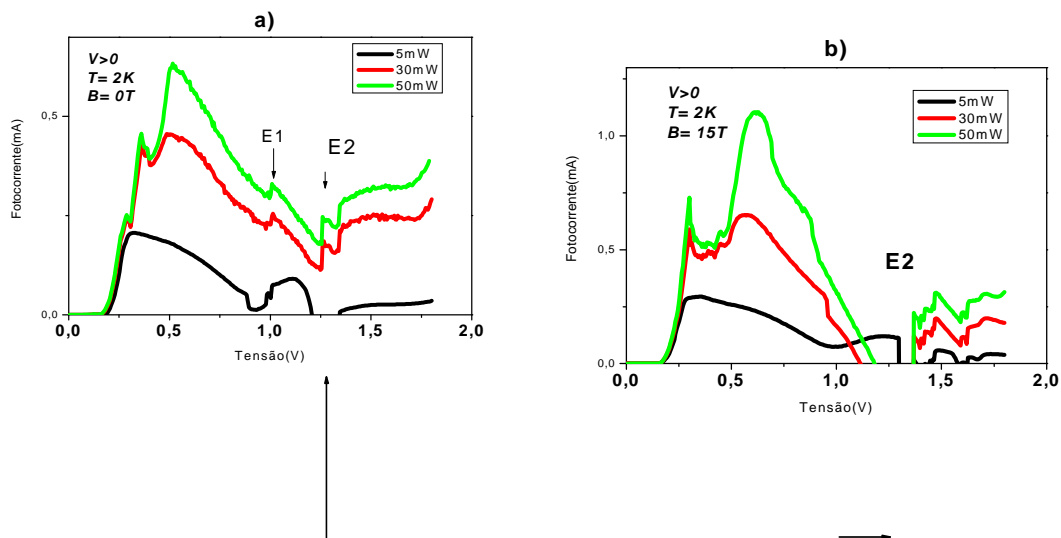 a)
V>0
T= 2K
B= 0T
5mW
30mW
50mW
E1
E2
Fotocorrente(mA)
0,5
0,0
0,0
0,5
1,0
1,5
2,0
Tensão(V)
b)
V>0
T= 2K
B= 15T
5mW
30mW
50mW
E2
Fotocorrente(mA)
1,0
0,5
0,0
0,0
0,5
1,0
1,5
2,0
Tensão(V)